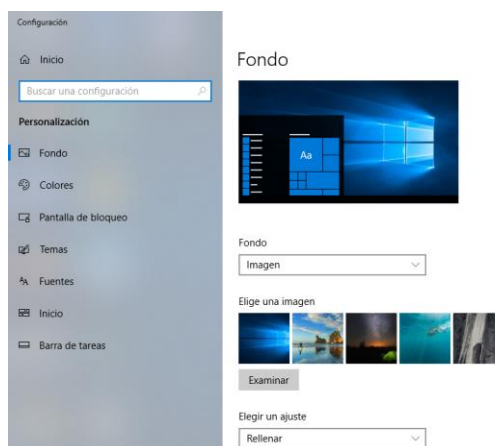 Configuración
Inicio
Buscar una configuración
Personalización
Fondo
Colores
Pantalla de bloqueo
Temas
Fuentes
Inicio
Barra de tareas
Fondo
Aa
Fondo
Imagen
Elige una imagen
Examinar
Elegir un ajuste
Rellenar